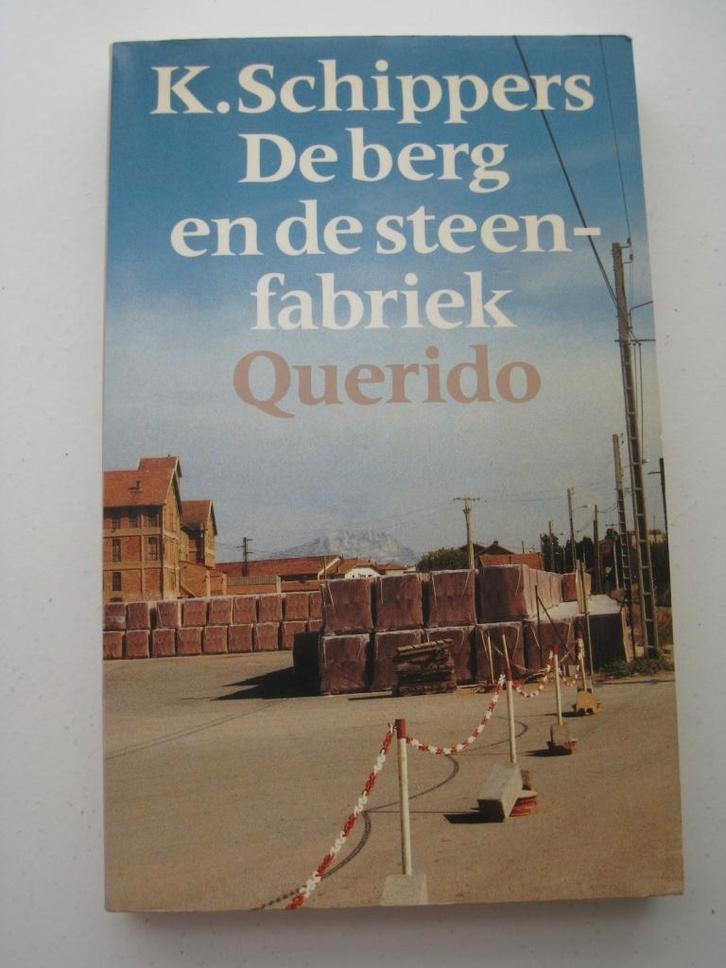 K. Schippers
De berg
en de steen-
fabriek
Querido